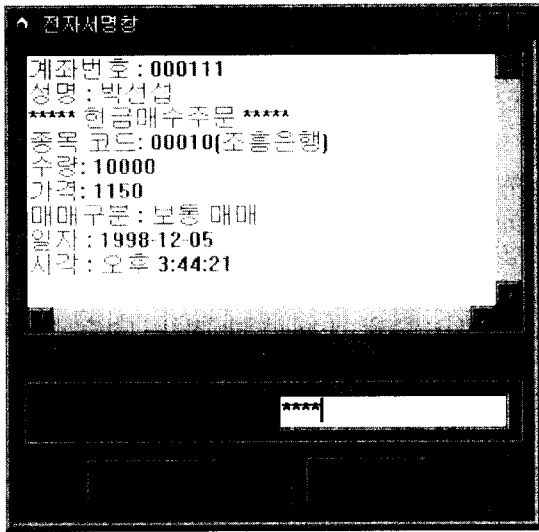 전자서명창
계좌번호 : 000111
성명 : 박선섭
***** 현금매수주문 *****
종목 코드: 00010(조흥은행)
수량: 10000
가격: 1150
매매구분 : 보통 매매
일자 : 1998-12-05
시각 : 오후 3:44:21
****